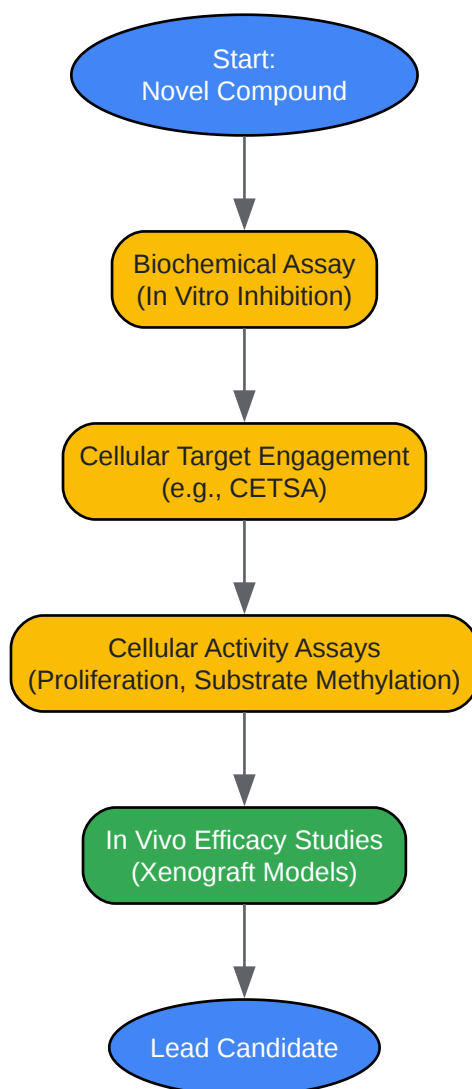 Start:
Novel Compound
Biochemical Assay
(In Vitro Inhibition)
Cellular Target Engagement
(e.g., CETSA)
Cellular Activity Assays
(Proliferation, Substrate Methylation)
In Vivo Efficacy Studies
(Xenograft Models)
Lead Candidate